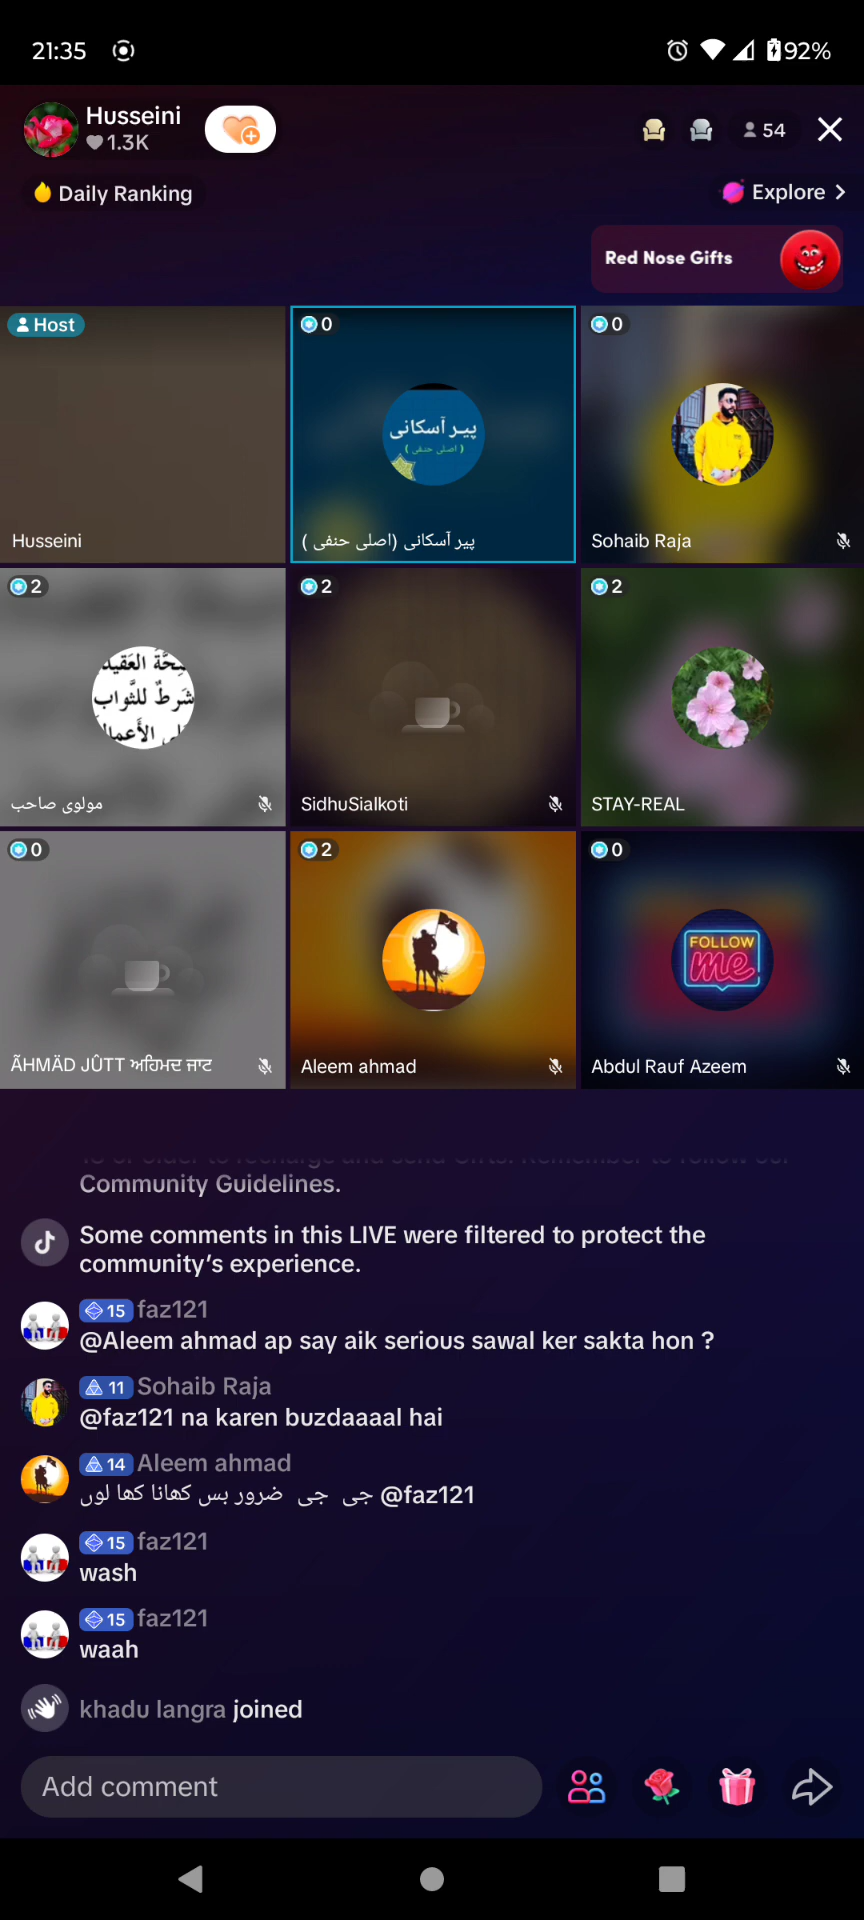 21:35
92%
Husseini
1.3K
54
Daily Ranking
Explore
Red Nose Gifts
Host
0
0
پیر آسکانی
( اصلی حنفی )
Husseini
پیر آسکانی (اصلی حنفی )
Sohaib Raja
2
2
2
شرطٌ للثَّواب
مولوی صاحب
SidhuSialkoti
STAY-REAL
0
2
0
FOLLOW
me
ÃHMÄD JÛTT ਅਹਿਮਦ ਜਾਟ
Aleem ahmad
Abdul Rauf Azeem
Community Guidelines.
Some comments in this LIVE were filtered to protect the
community's experience.
15 faz121
@Aleem ahmad ap say aik serious sawal ker sakta hon ?
11 Sohaib Raja
@faz121 na karen buzdaaaal hai
14 Aleem ahmad
@faz121 جی جی ضرور بس کھانا کھا لوں
15 faz121
wash
15 faz121
waah
khadu langra joined
Add comment